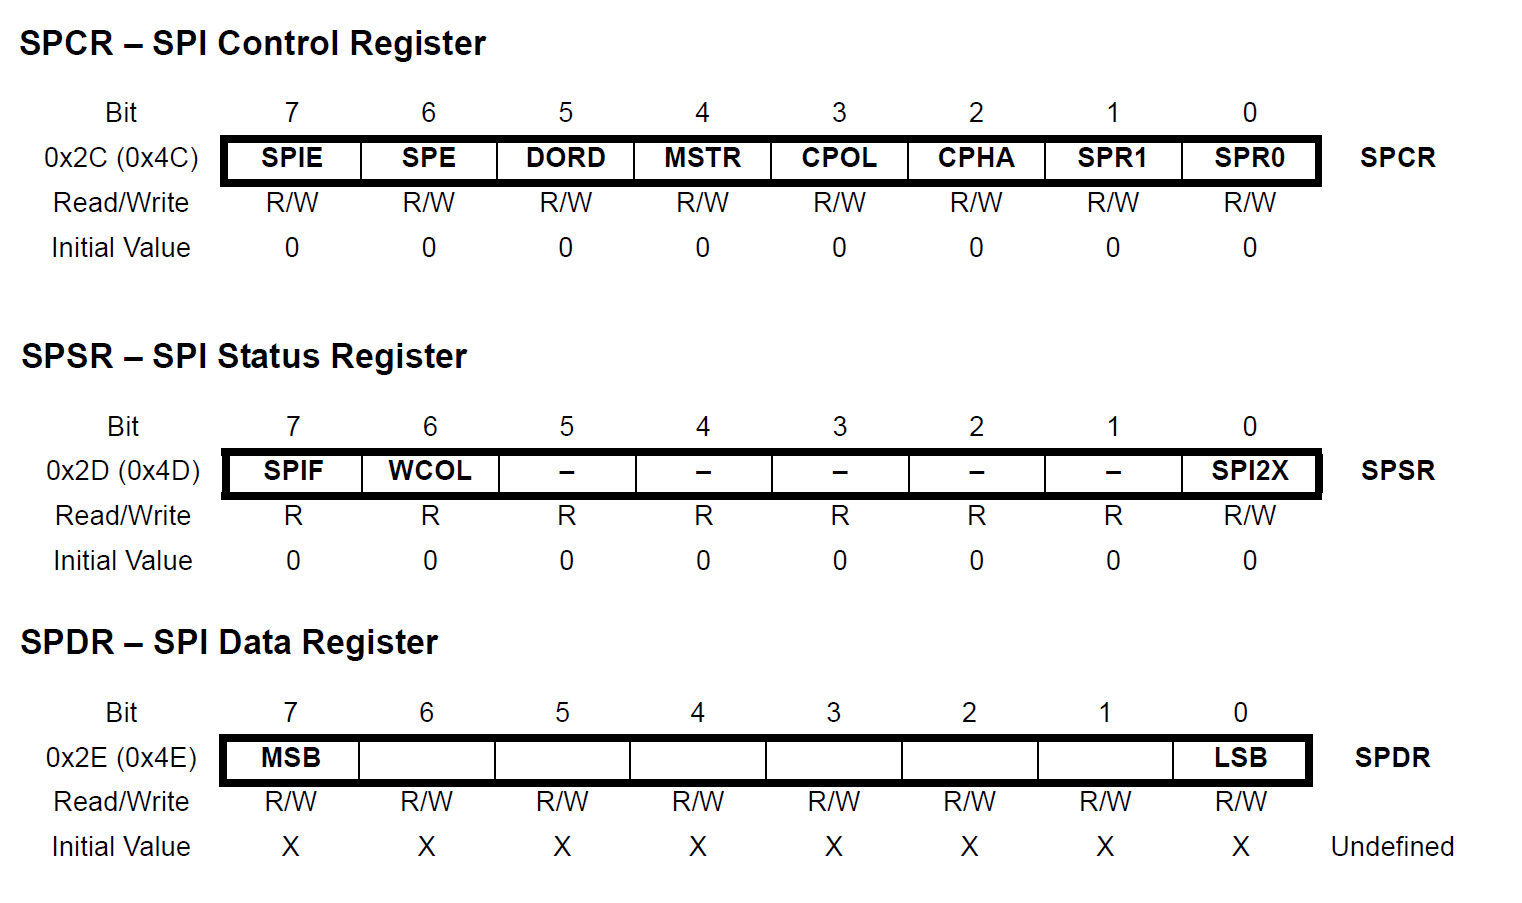 SPCR – SPI Control Register
Bit 7 6 5 4 3 2 1 0
0x2C (0x4C) SPIE SPE DORD MSTR CPOL CPHA SPR1 SPR0 SPCR
Read/Write R/W R/W R/W R/W R/W R/W R/W R/W
Initial Value 0 0 0 0 0 0 0 0
SPSR – SPI Status Register
Bit 7 6 5 4 3 2 1 0
0x2D (0x4D) SPIF WCOL – – – – – SPI2X SPSR
Read/Write R R R R R R R R/W
Initial Value 0 0 0 0 0 0 0 0
SPDR – SPI Data Register
Bit 7 6 5 4 3 2 1 0
0x2E (0x4E) MSB LSB SPDR
Read/Write R/W R/W R/W R/W R/W R/W R/W R/W
Initial Value X X X X X X X X Undefined